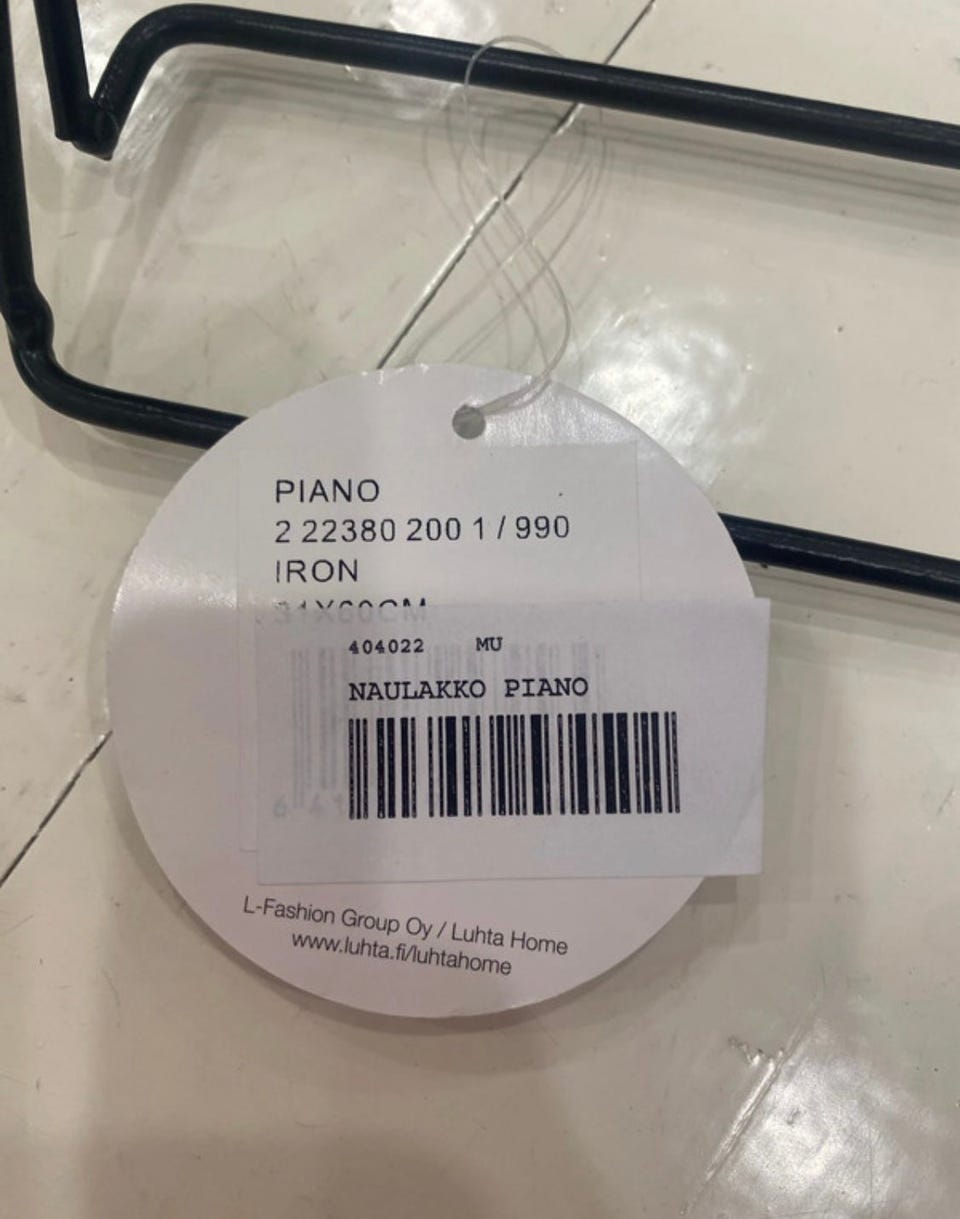 PIANO
2 22380 200 1 / 990
IRON
404022 MU
NAULAKKO PIANO
L-Fashion Group Oy / Luhta Home
www.luhta.fi/luhtahome